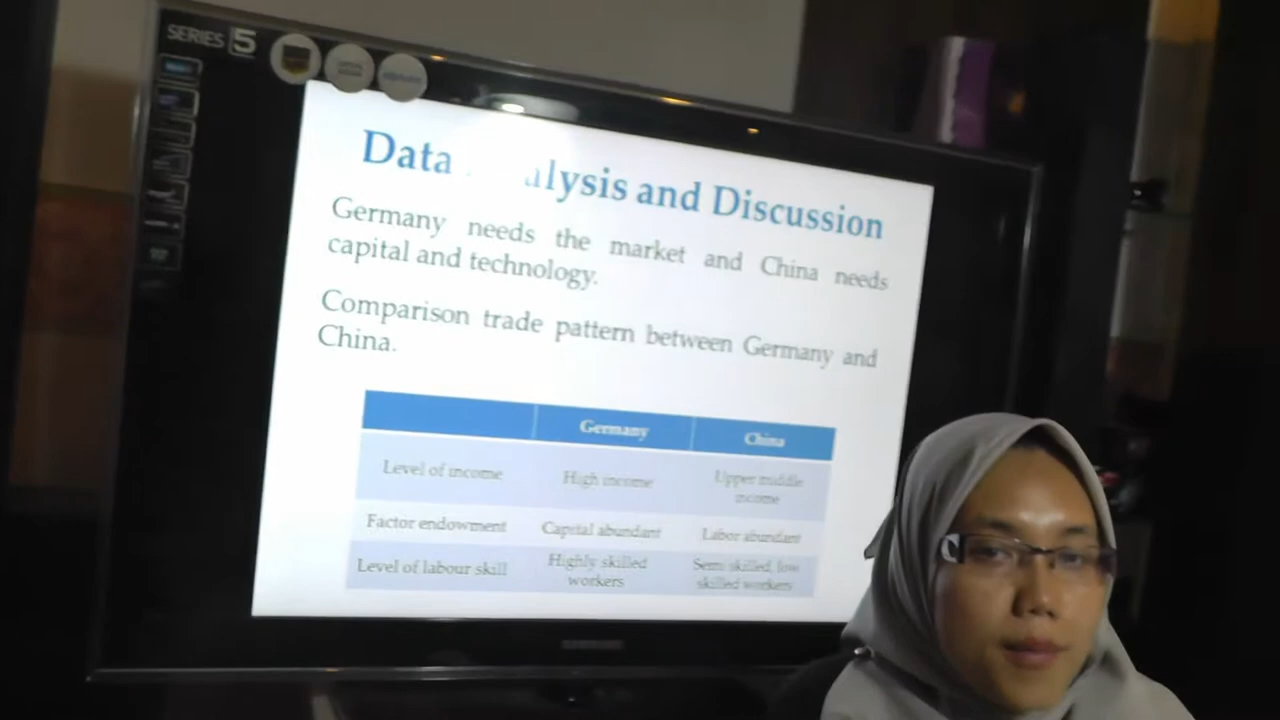 SERIES 5
Data alysis and Discussion
Germany needs the market and China needs
capital and technology.
Comparison trade pattern between Germany and
China.
Germany China
Level of income High income Upper middle
income
Factor endowment Capital abundant Labor abundant
Level of labour skill Highly skilled
workers Semi skilled, low
skilled workers
SAMSUNG